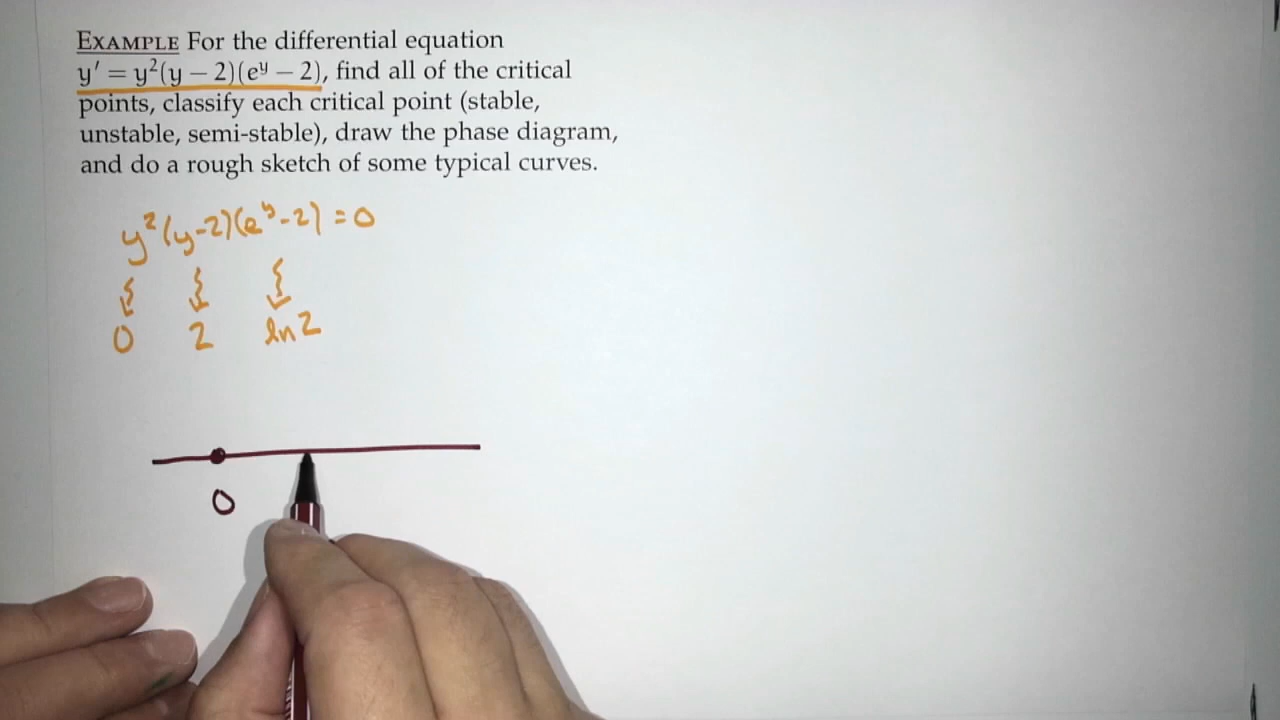 EXAMPLE For the differential equation
y′ = y²(y − 2)(eʸ − 2), find all of the critical
points, classify each critical point (stable,
unstable, semi-stable), draw the phase diagram,
and do a rough sketch of some typical curves.
y²(y-2)(eʸ-2) = 0
0 2 ln 2
0